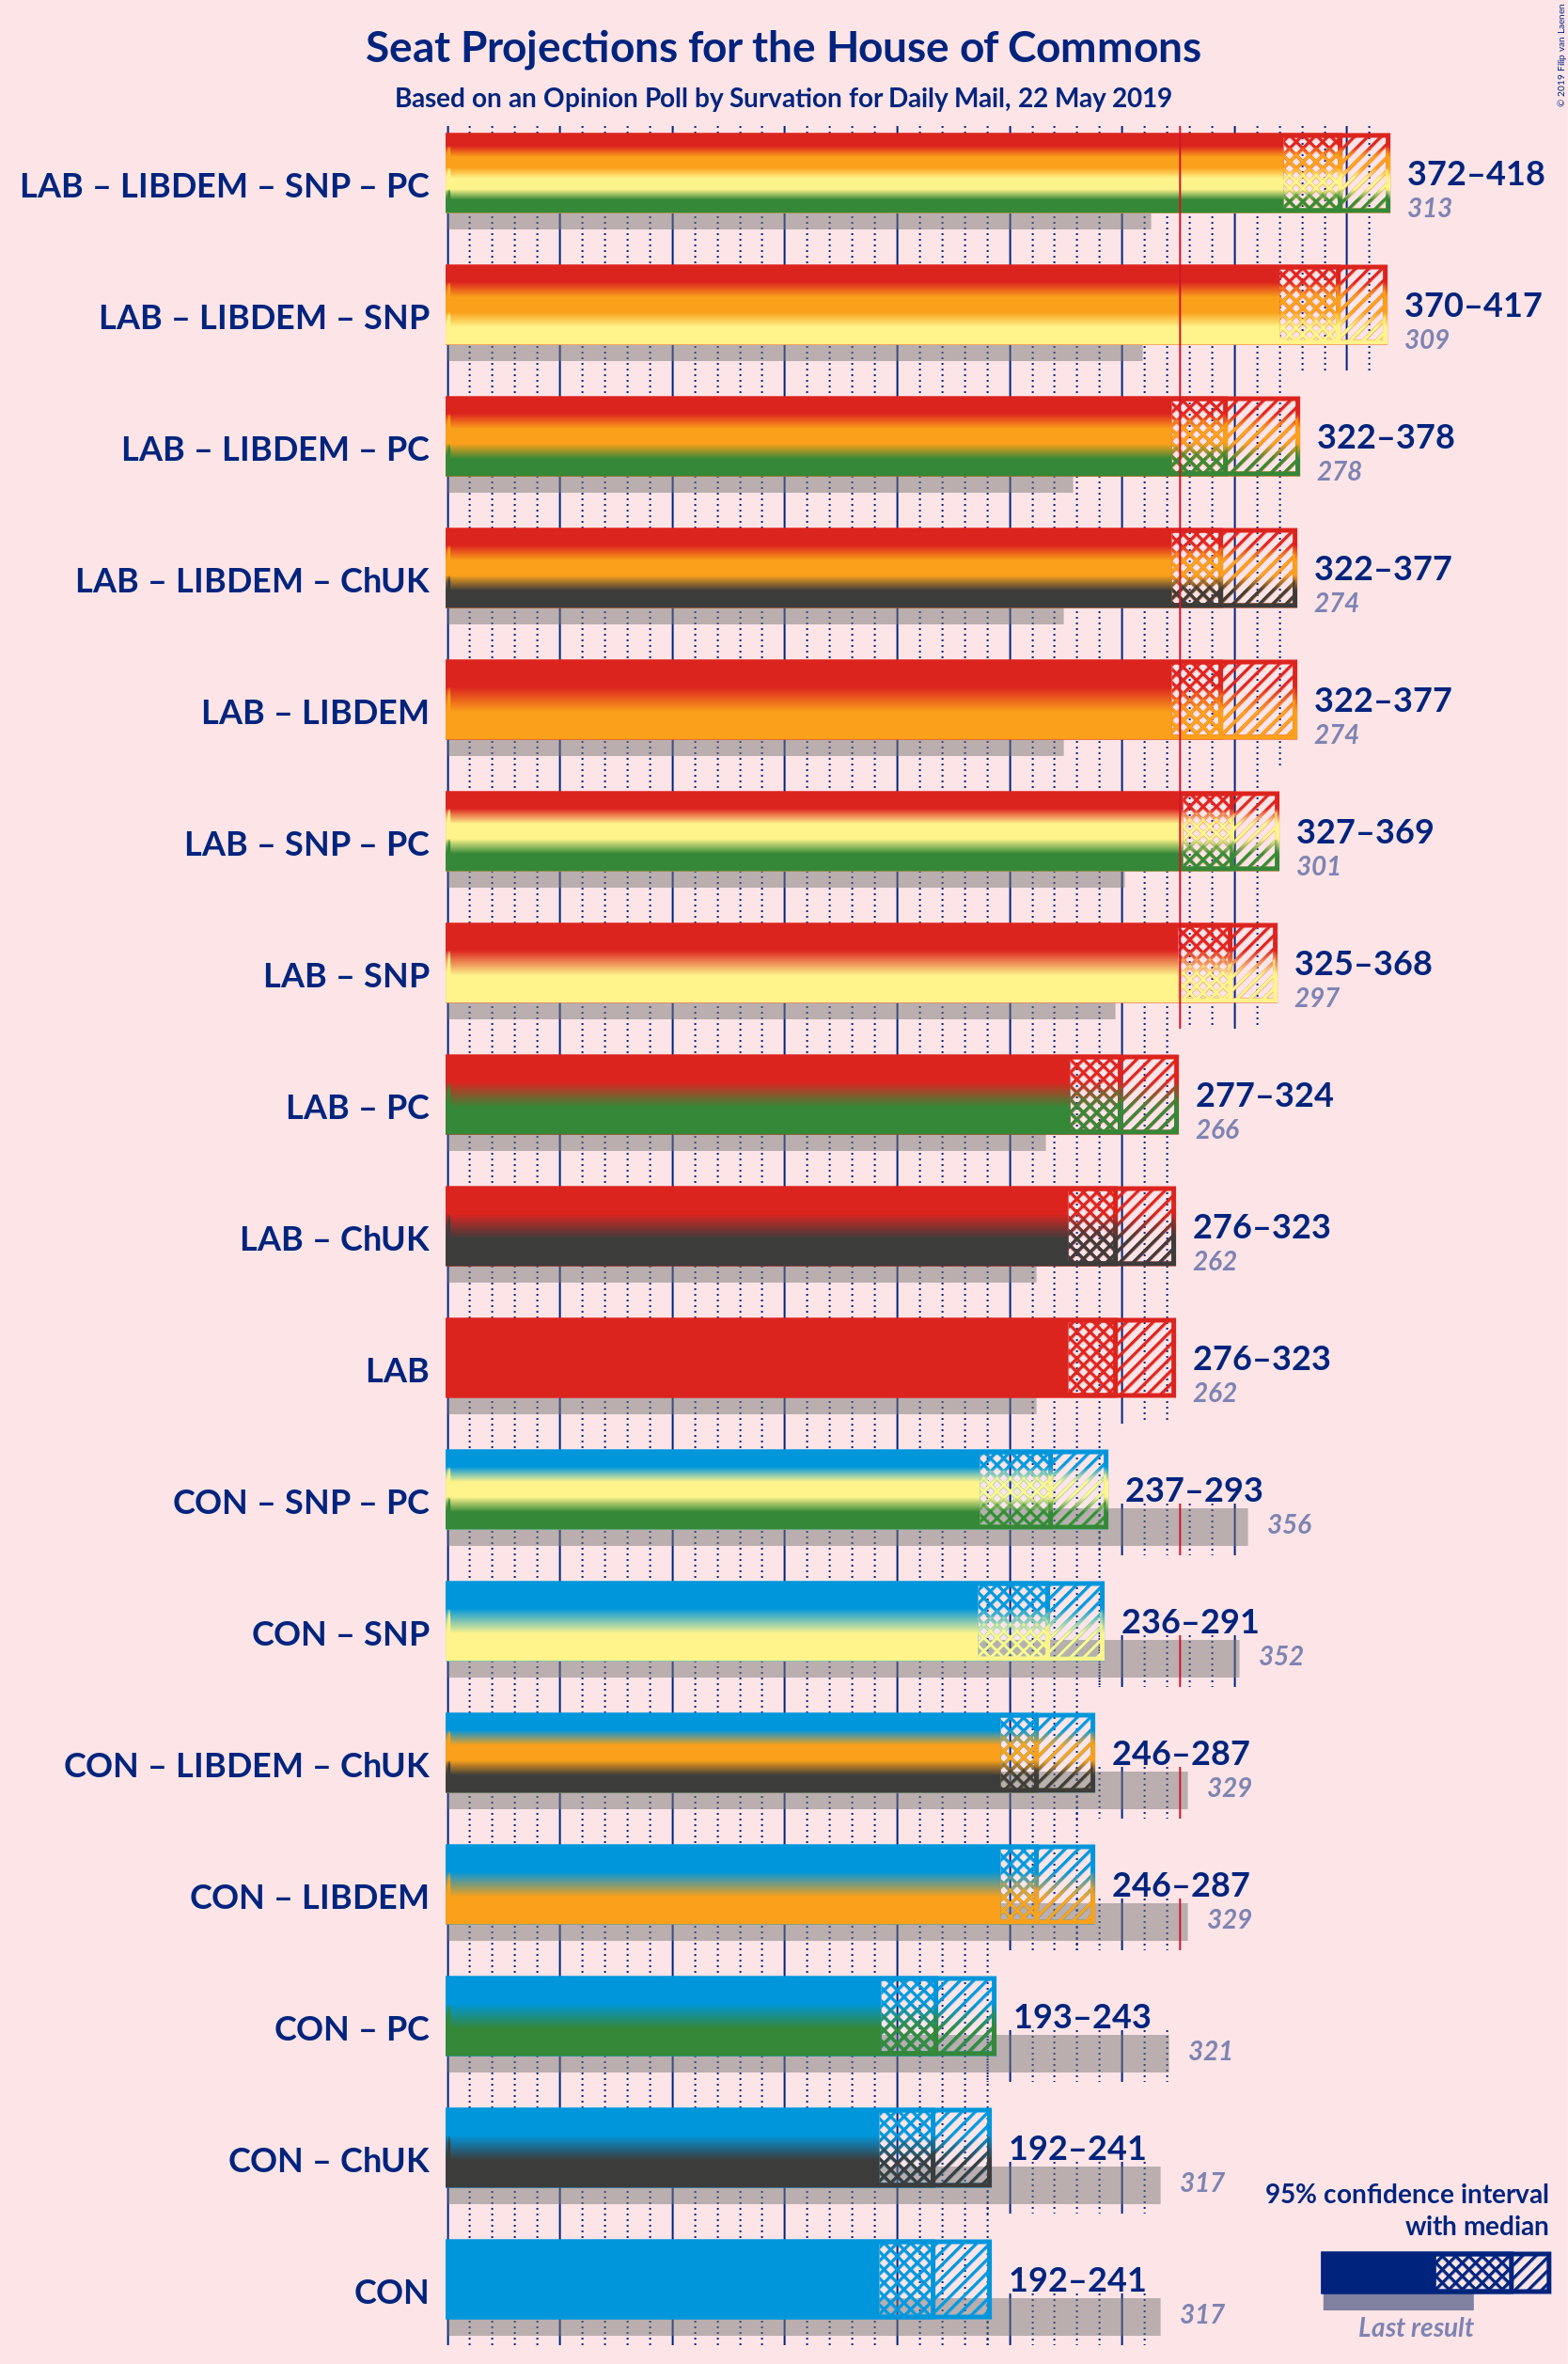 Seat Projections for the House of Commons
Based on an Opinion Poll by Survation for Daily Mail, 22 May 2019
© 2019 Filip van Laenen
LAB – LIBDEM – SNP – PC
372–418
313
LAB – LIBDEM – SNP
370–417
309
LAB – LIBDEM – PC
322–378
278
LAB – LIBDEM – ChUK
322–377
274
LAB – LIBDEM
322–377
274
LAB – SNP – PC
327–369
301
LAB – SNP
325–368
297
LAB – PC
277–324
266
LAB – ChUK
276–323
262
LAB
276–323
262
CON – SNP – PC
237–293
356
CON – SNP
236–291
352
CON – LIBDEM – ChUK
246–287
329
CON – LIBDEM
246–287
329
CON – PC
193–243
321
CON – ChUK
192–241
317
CON
192–241
317
95% confidence interval
with median
Last result